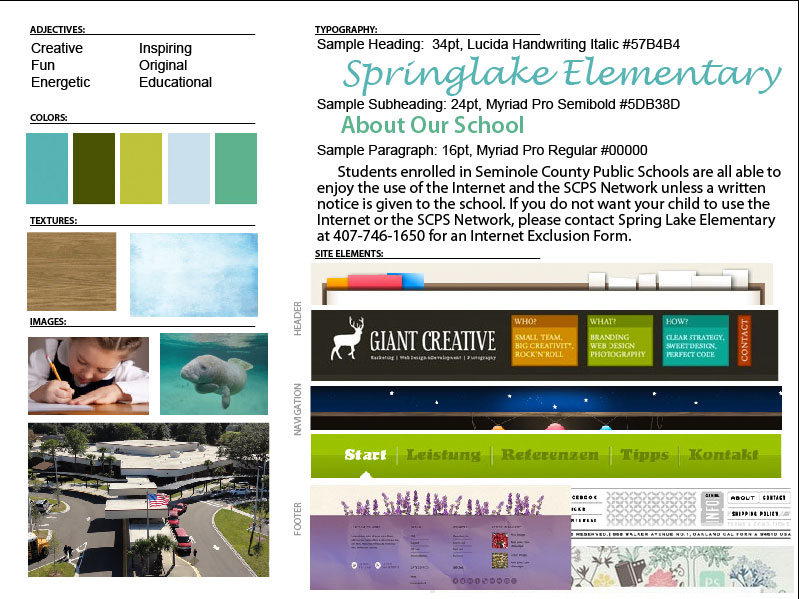 ADJECTIVES:
Creative Inspiring
Fun Original
Energetic Educational
COLORS:
TEXTURES:
IMAGES:
TYPOGRAPHY:
Sample Heading: 34pt, Lucida Handwriting Italic #57B4B4
Springlake Elementary
Sample Subheading: 24pt, Myriad Pro Semibold #5DB38D
About Our School
Sample Paragraph: 16pt, Myriad Pro Regular #00000
Students enrolled in Seminole County Public Schools are all able to
enjoy the use of the Internet and the SCPS Network unless a written
notice is given to the school. If you do not want your child to use the
Internet or the SCPS Network, please contact Spring Lake Elementary
at 407-746-1650 for an Internet Exclusion Form.
SITE ELEMENTS:
HEADER
GIANT CREATIVE
Marketing | Web Design &Development | Photography
WHO?
SMALL TEAM,
BIG CREATIVITY,
ROCK'N'ROLL
WHAT?
BRANDING
WEB DESIGN
PHOTOGRAPHY
HOW?
CLEAR STRATEGY,
SWEET DESIGN,
PERFECT CODE
CONTACT
NAVIGATION
Start Leistung Referenzen Tipps Kontakt
FOOTER
INFO
ABOUT CONTACT
SHIPPING POLICY
PS